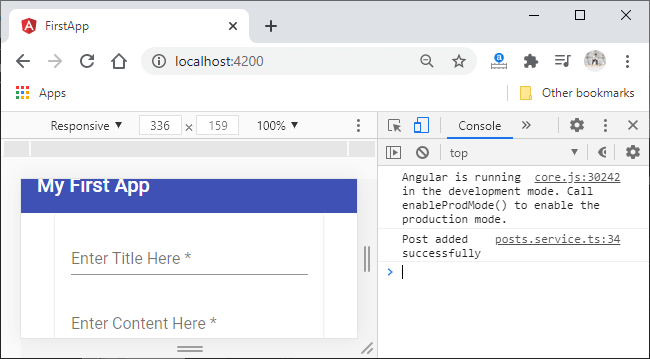 FirstApp
localhost:4200
Apps
Other bookmarks
Responsive 336 × 159 100%
Console
top
My First App
Enter Title Here *
Enter Content Here *
Angular is running core.js:30242
in the development mode. Call
enableProdMode() to enable the
production mode.
Post added posts.service.ts:34
successfully